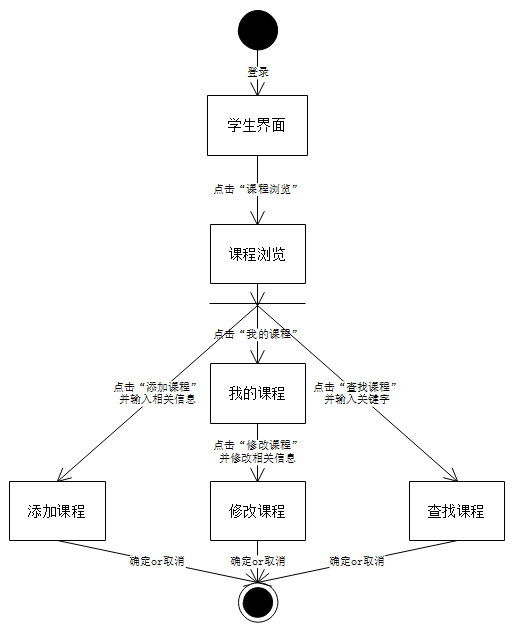 登录
学生界面
点击“课程浏览”
课程浏览
点击“我的课程”
点击“添加课程”
并输入相关信息
我的课程
点击“查找课程”
并输入关键字
点击“修改课程”
并修改相关信息
添加课程
修改课程
查找课程
确定or取消
确定or取消
确定or取消